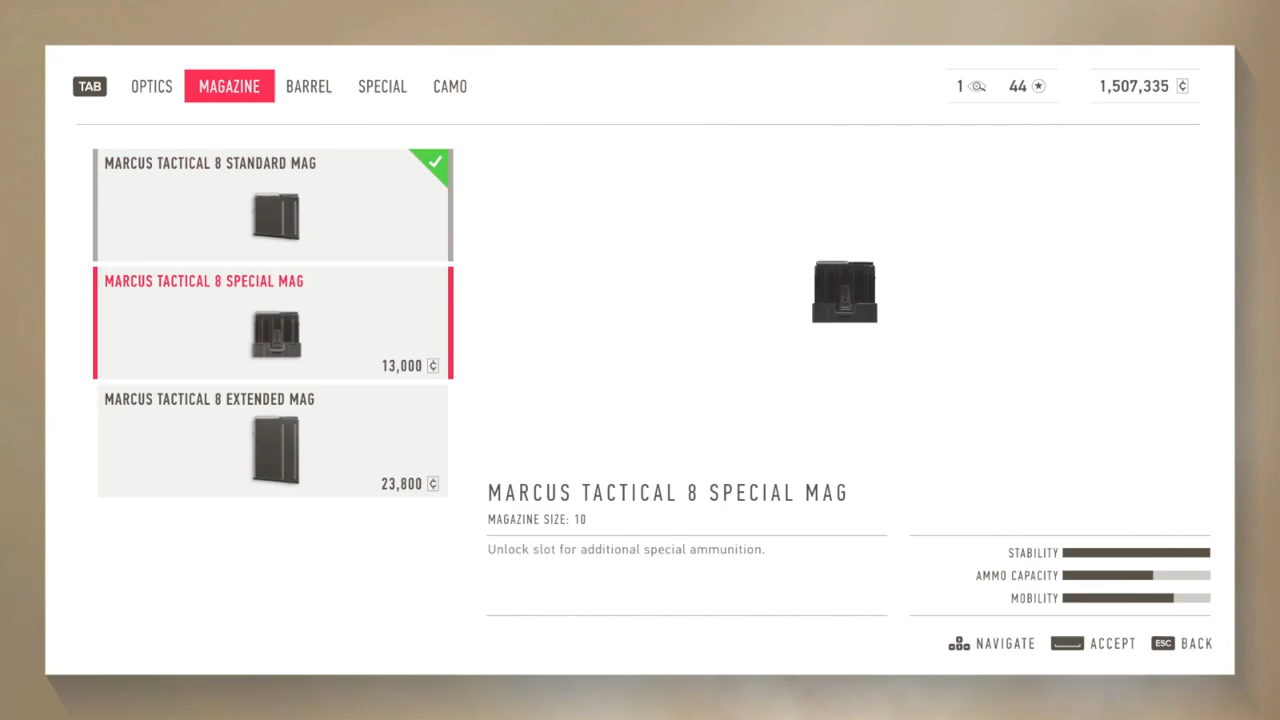 TAB OPTICS MAGAZINE BARREL SPECIAL CAMO 1 44 1,507,335
MARCUS TACTICAL 8 STANDARD MAG
MARCUS TACTICAL 8 SPECIAL MAG
13,000
MARCUS TACTICAL 8 EXTENDED MAG
23,800
MARCUS TACTICAL 8 SPECIAL MAG
MAGAZINE SIZE: 10
Unlock slot for additional special ammunition.
STABILITY
AMMO CAPACITY
MOBILITY
NAVIGATE ACCEPT ESC BACK